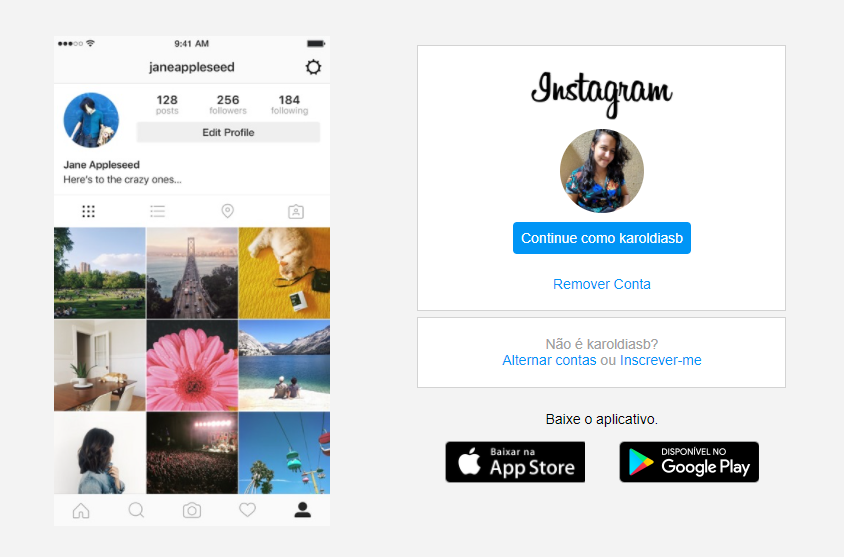 9:41 AM
janeappleseed
128 256 184
posts followers following
Edit Profile
Jane Appleseed
Here's to the crazy ones...
Instagram
Continue como karoldiasb
Remover Conta
Não é karoldiasb?
Alternar contas ou Inscrever-me
Baixe o aplicativo.
Baixar na
App Store
DISPONÍVEL NO
Google Play